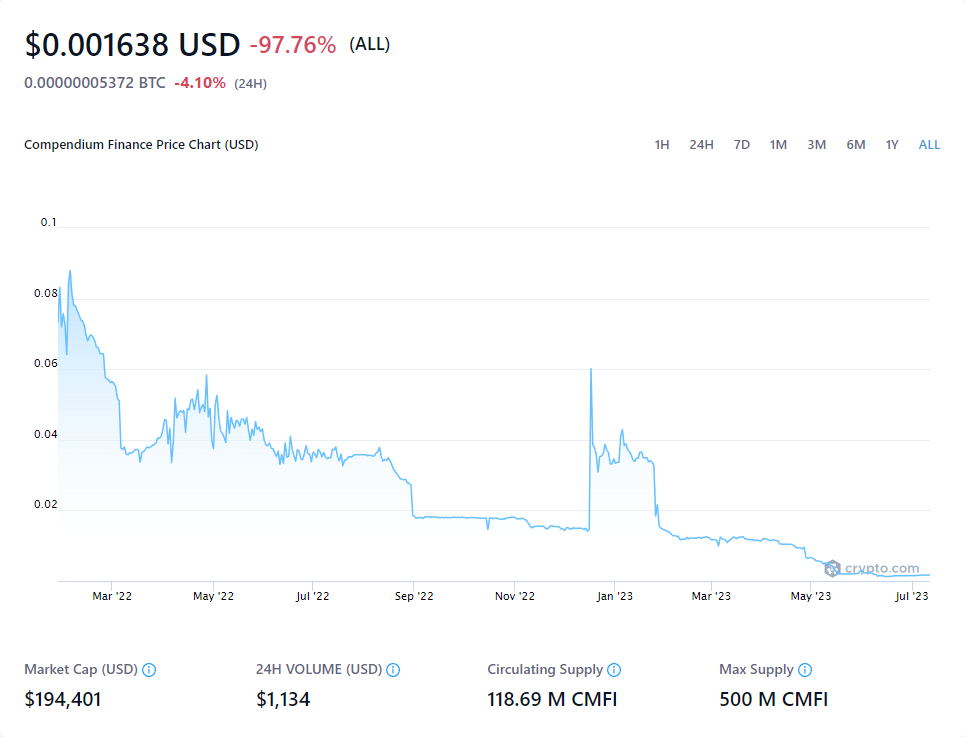 $0.001638 USD -97.76% (ALL)
0.00000005372 BTC -4.10% (24H)
Compendium Finance Price Chart (USD) 1H 24H 7D 1M 3M 6M 1Y ALL
0.1
0.08
0.06
0.04
0.02
crypto.com
Mar '22 May '22 Jul '22 Sep '22 Nov '22 Jan '23 Mar '23 May '23 Jul '23
Market Cap (USD) 24H VOLUME (USD) Circulating Supply Max Supply
$194,401 $1,134 118.69 M CMFI 500 M CMFI